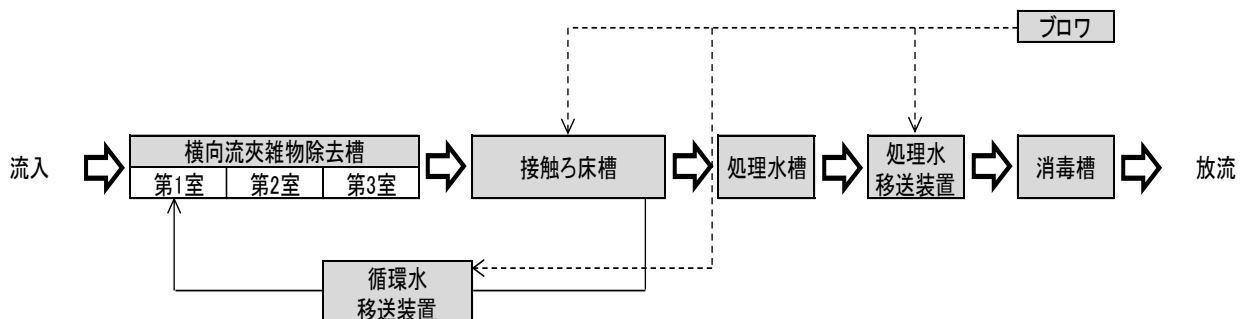 ブロワ
流入
横向流夾雑物除去槽
第1室
第2室
第3室
接触ろ床槽
処理水槽
処理水
移送装置
消毒槽
放流
循環水
移送装置